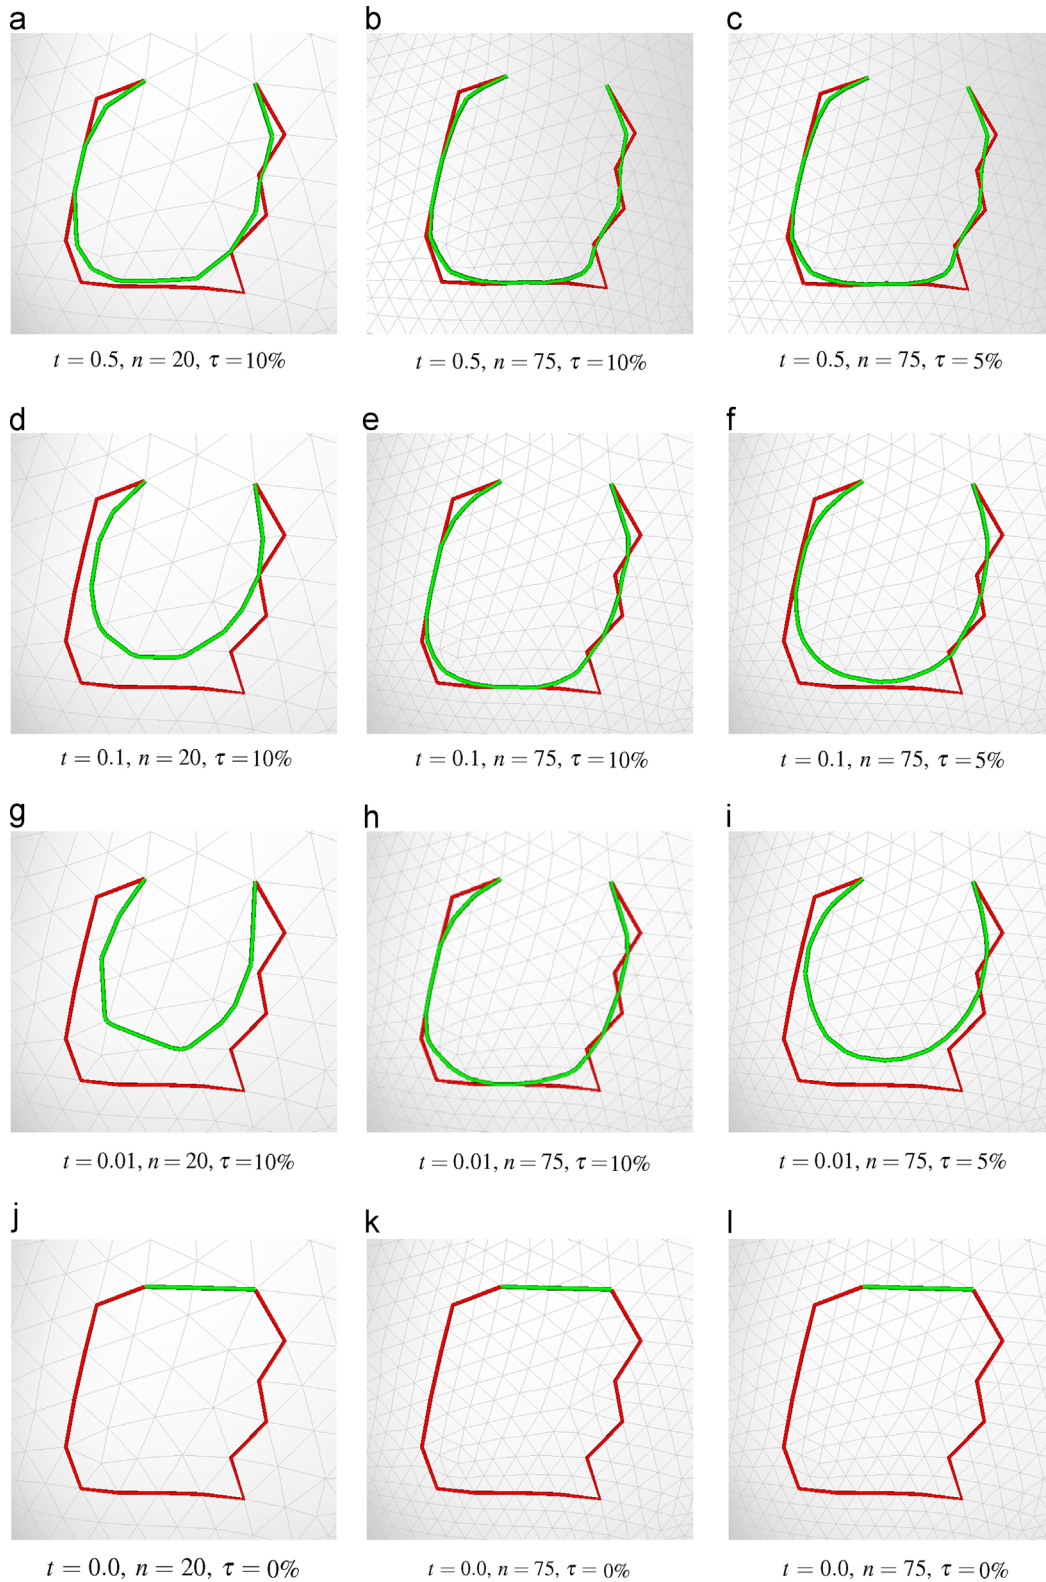 a b c
t = 0.5, n = 20, τ = 10% t = 0.5, n = 75, τ = 10% t = 0.5, n = 75, τ = 5%
d e f
t = 0.1, n = 20, τ = 10% t = 0.1, n = 75, τ = 10% t = 0.1, n = 75, τ = 5%
g h i
t = 0.01, n = 20, τ = 10% t = 0.01, n = 75, τ = 10% t = 0.01, n = 75, τ = 5%
j k l
t = 0.0, n = 20, τ = 0% t = 0.0, n = 75, τ = 0% t = 0.0, n = 75, τ = 0%